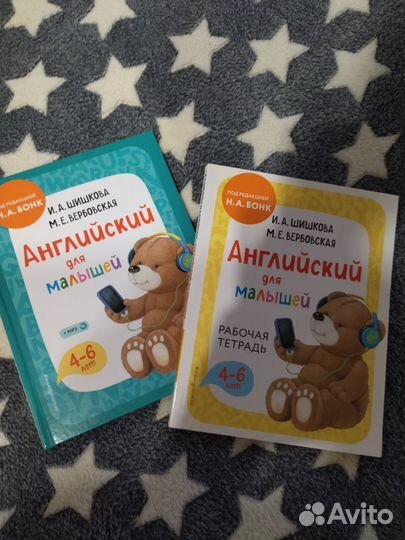 ПОД РЕДАКЦИЕЙ
Н.А. БОНК
И. А. ШИШКОВА
М. Е. ВЕРБОВСКАЯ
Английский
для
малышей
+ MP3
4-6
лет
ПОД РЕДАКЦИЕЙ
Н.А. БОНК
И. А. ШИШКОВА
М. Е. ВЕРБОВСКАЯ
Английский
для
малышей
РАБОЧАЯ
ТЕТРАДЬ
4-6
лет
Avito